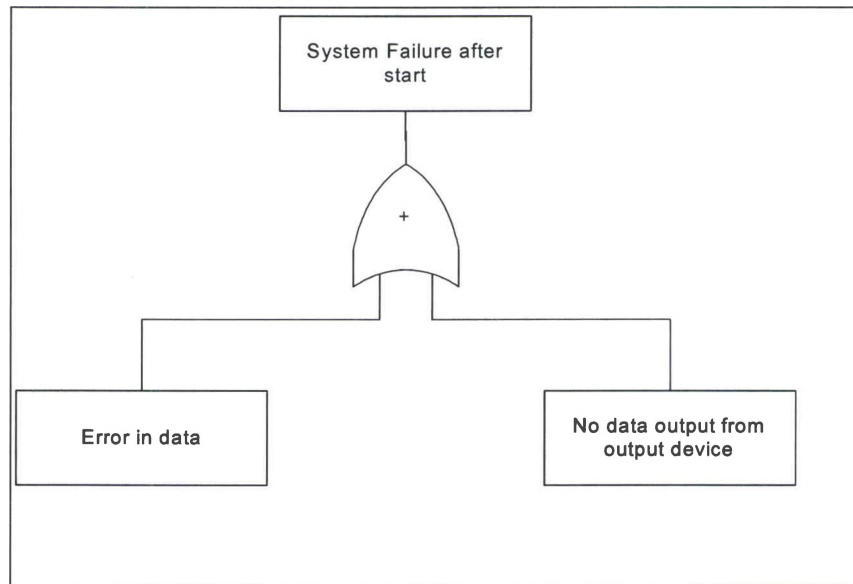 System Failure after
start
+
Error in data
No data output from
output device